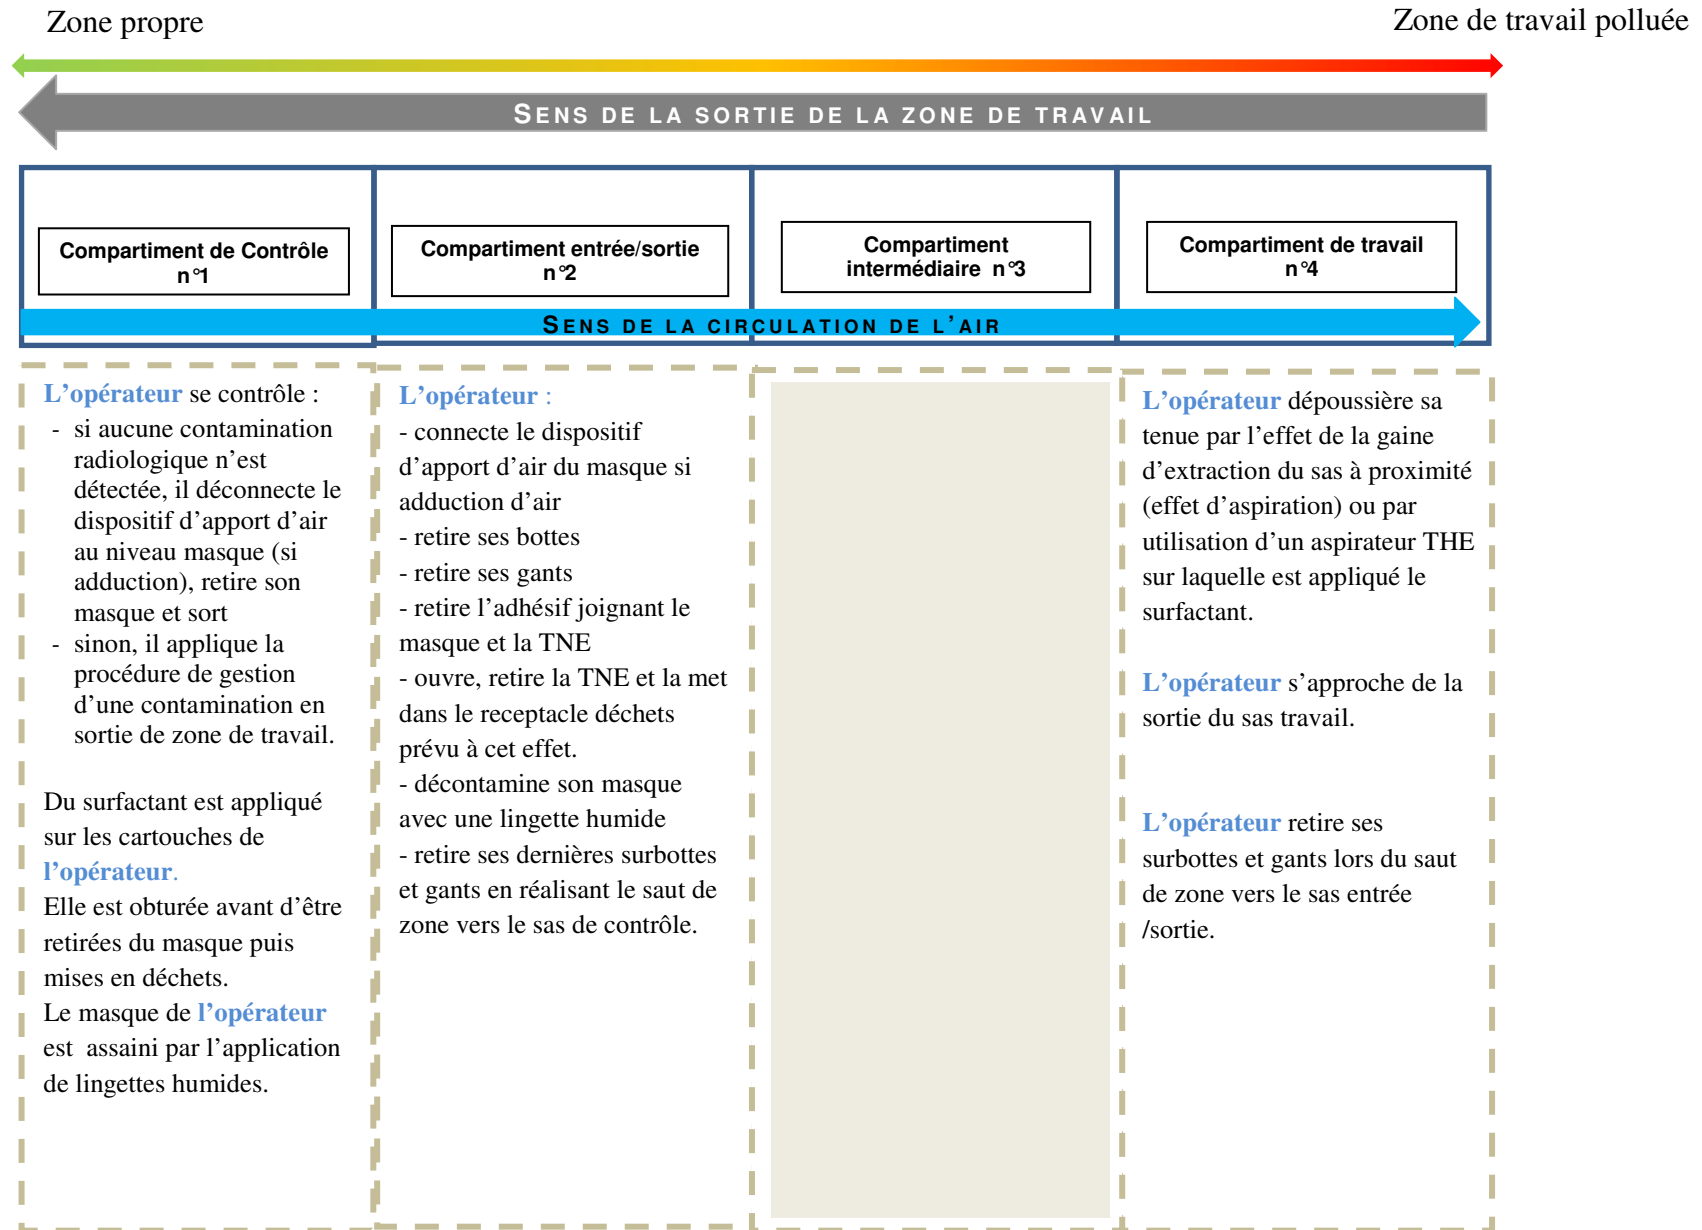 Zone propre
Zone de travail polluée
SENS DE LA SORTIE DE LA ZONE DE TRAVAIL
Compartiment de Contrôle
n°1
Compartiment entrée/sortie
n°2
Compartiment
intermédiaire n°3
Compartiment de travail
n°4
SENS DE LA CIRCULATION DE L'AIR
L'opérateur se contrôle :
- si aucune contamination
radiologique n'est
détectée, il déconnecte le
dispositif d'apport d'air
au niveau masque (si
adduction), retire son
masque et sort
- sinon, il applique la
procédure de gestion
d'une contamination en
sortie de zone de travail.
Du surfactant est appliqué
sur les cartouches de
l'opérateur.
Elle est obturée avant d'être
retirées du masque puis
mises en déchets.
Le masque de l'opérateur
est assaini par l'application
de lingettes humides.
L'opérateur :
- connecte le dispositif
d'apport d'air du masque si
adduction d'air
- retire ses bottes
- retire ses gants
- retire l'adhésif joignant le
masque et la TNE
- ouvre, retire la TNE et la met
dans le receptacle déchets
prévu à cet effet.
- décontamine son masque
avec une lingette humide
- retire ses dernières surbottes
et gants en réalisant le saut de
zone vers le sas de contrôle.
L'opérateur dépoussière sa
tenue par l'effet de la gaine
d'extraction du sas à proximité
(effet d'aspiration) ou par
utilisation d'un aspirateur THE
sur laquelle est appliqué le
surfactant.
L'opérateur s'approche de la
sortie du sas travail.
L'opérateur retire ses
surbottes et gants lors du saut
de zone vers le sas entrée
/sortie.